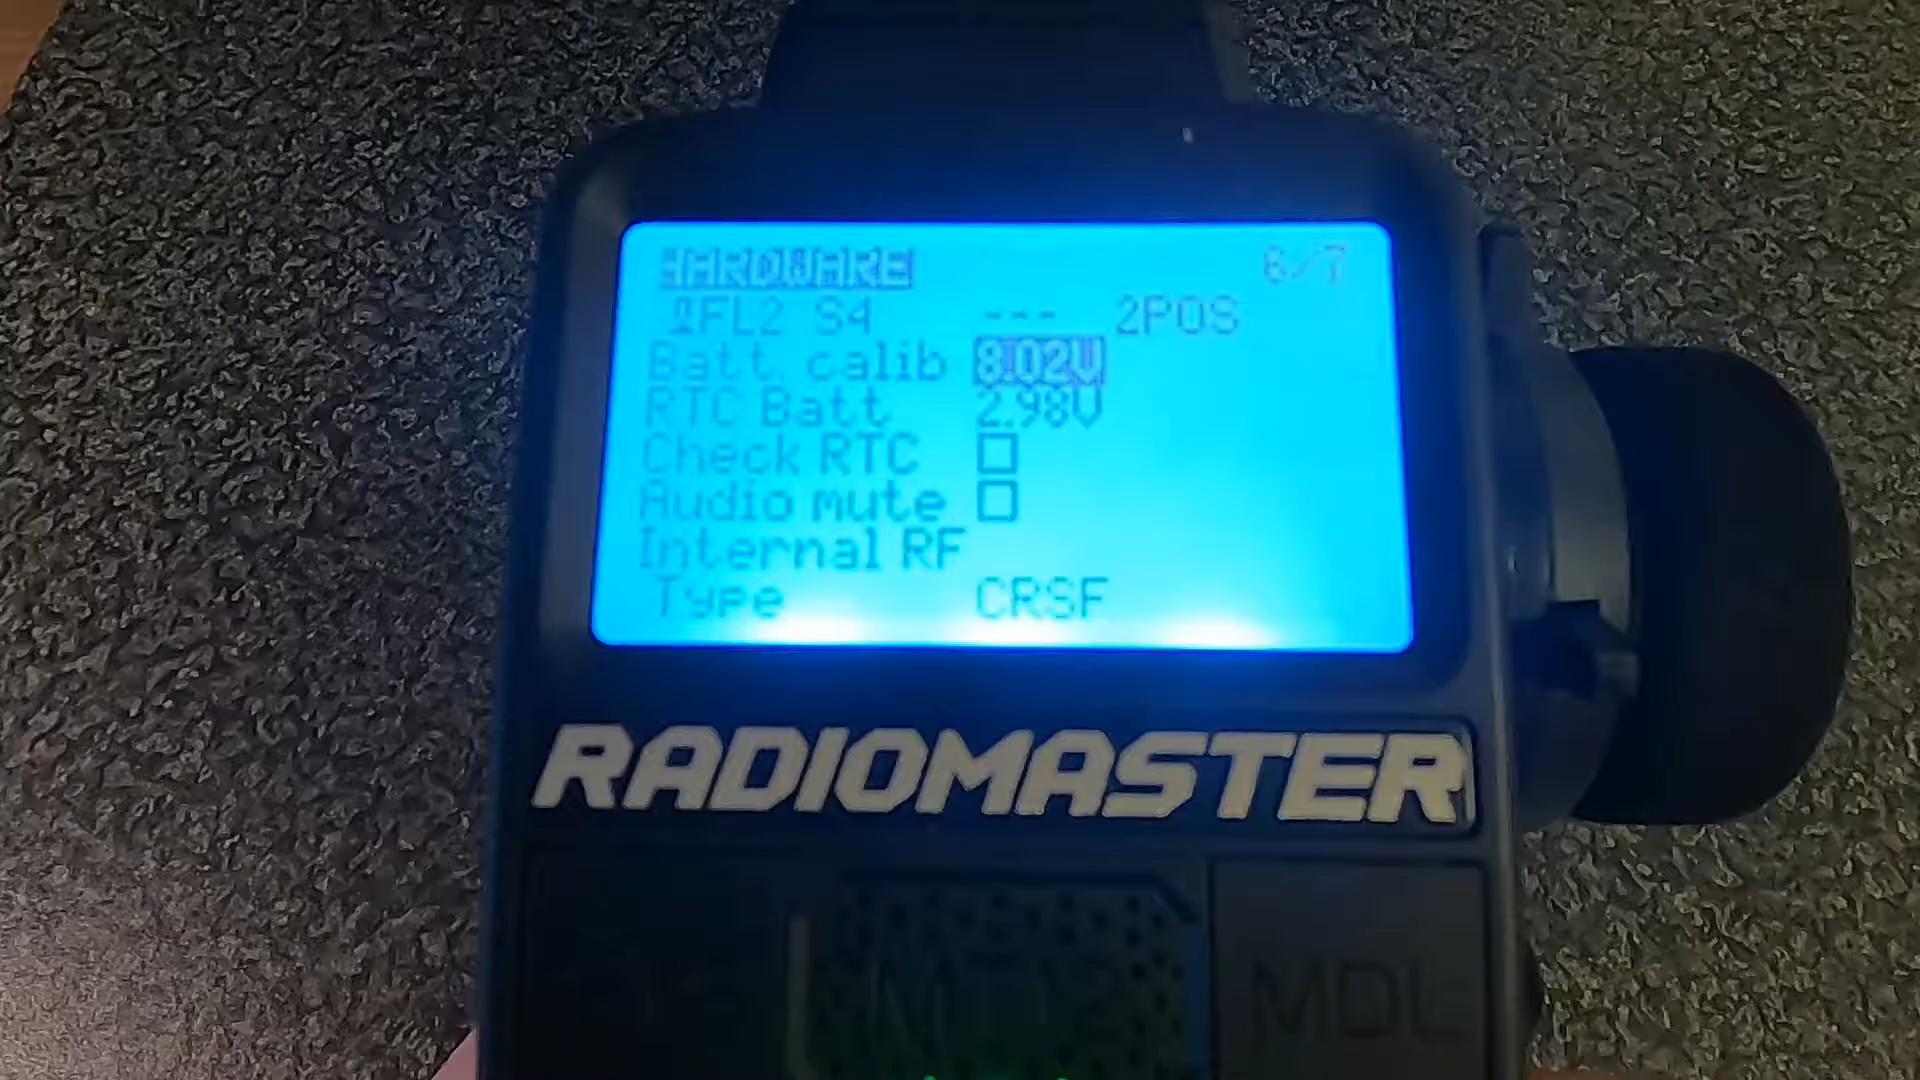 HARDWARE 6/7
FL2 S4 --- 2POS
Batt. calib 8.02V
RTC Batt 2.98V
Check RTC
Audio mute
Internal RF
Type CRSF
RADIOMASTER
MDL